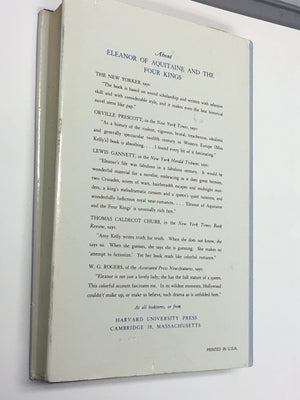 About
ELEANOR OF AQUITAINE AND THE
FOUR KINGS
THE NEW YORKER says:
"The book is based on sound scholarship and written with selective
skill and with considerable style, and it makes even the best historical
novel seem like pap."
ORVILLE PRESCOTT, in the New York Times, says:
"As a history of the violent, vigorous, brutal, treacherous, idealistic
and generally spectacular twelfth century in Western Europe Miss
Kelly's book is absorbing. . . . I found every bit of it fascinating."
LEWIS GANNETT, in the New York Herald Tribune, says:
"Eleanor's life was fabulous in a fabulous century. It would be
wonderful material for a novelist, embracing as it does great heroes,
two Crusades, scores of wars, hairbreadth escapes and midnight murders,
a king's melodramatic ransom and a queen's quiet ransom, and
wonderfully ludicrous royal near-romances. . . . 'Eleanor of Aquitaine
and the Four Kings' is unusually rich fare."
THOMAS CALDECOT CHUBB, in the New York Times Book
Review, says:
"Amy Kelly writes truth for truth. When she does not know, she
says so. When she guesses, she says she is guessing. She makes no
attempt to fictionize. Yet her book reads like colorful romance."
W. G. ROGERS, of the Associated Press Newsfeatures, says:
"Eleanor is not just a lovely lady; she has the full stature of a queen.
This colorful account fascinates me. In its wildest moments, Hollywood
couldn't make up, or make us believe, such drama as is unfolded here."
At all bookstores, or from
HARVARD UNIVERSITY PRESS
CAMBRIDGE 38, MASSACHUSETTS
PRINTED IN U.S.A.